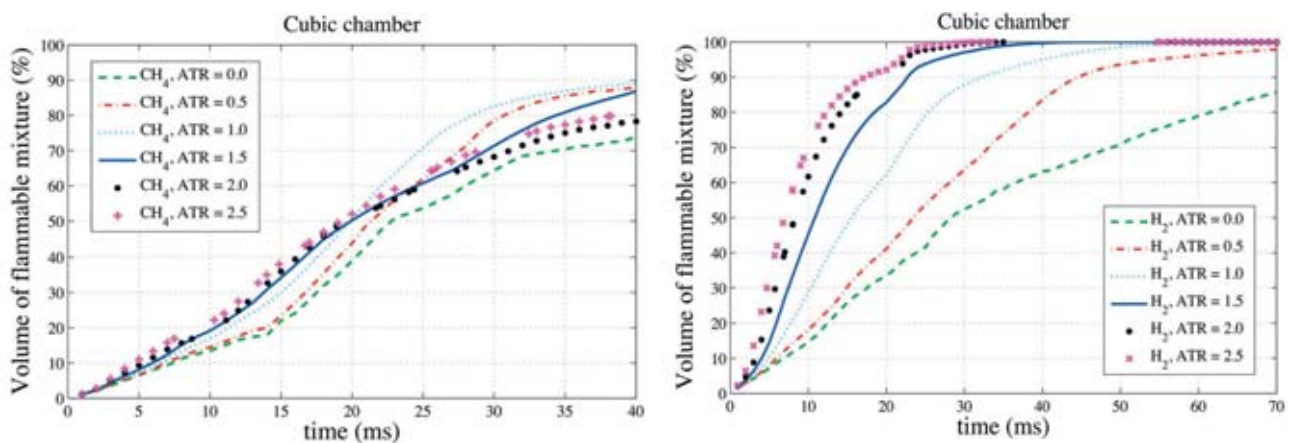 Cubic chamber
Volume of flammable mixture (%)
100
90
80
70
60
50
40
30
20
10
0
CH4, ATR = 0.0
CH4, ATR = 0.5
CH4, ATR = 1.0
CH4, ATR = 1.5
CH4, ATR = 2.0
CH4, ATR = 2.5
0 5 10 15 20 25 30 35 40
time (ms)
Cubic chamber
Volume of flammable mixture (%)
100
90
80
70
60
50
40
30
20
10
0
H2, ATR = 0.0
H2, ATR = 0.5
H2, ATR = 1.0
H2, ATR = 1.5
H2, ATR = 2.0
H2, ATR = 2.5
0 10 20 30 40 50 60 70
time (ms)